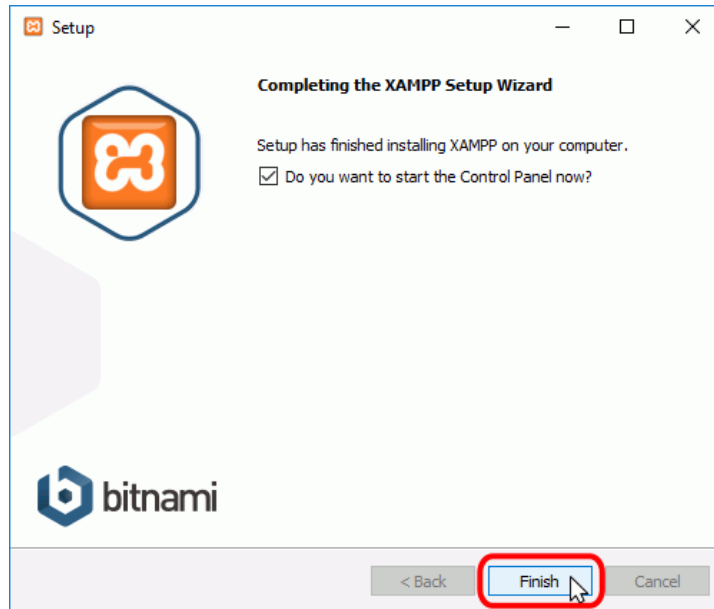 Setup
Completing the XAMPP Setup Wizard
Setup has finished installing XAMPP on your computer.
Do you want to start the Control Panel now?
bitnami
< Back
Finish
Cancel